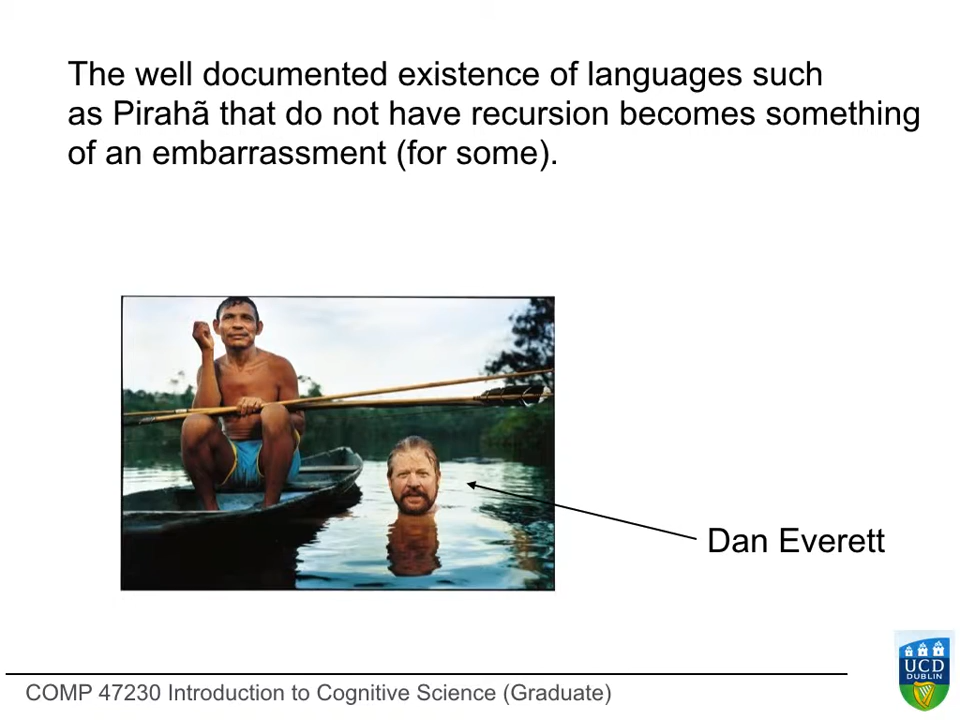 The well documented existence of languages such
as Pirahã that do not have recursion becomes something
of an embarrassment (for some).
Dan Everett
COMP 47230 Introduction to Cognitive Science (Graduate)
UCD
DUBLIN